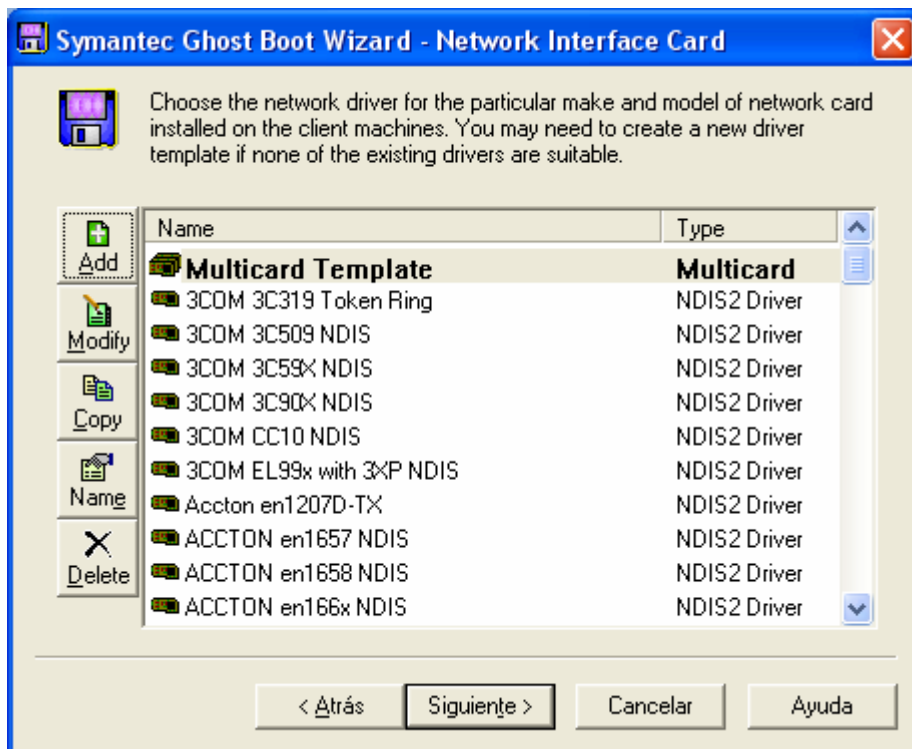 Symantec Ghost Boot Wizard - Network Interface Card
Choose the network driver for the particular make and model of network card
installed on the client machines. You may need to create a new driver
template if none of the existing drivers are suitable.
Add
Modify
Copy
Name
Delete
Name Type
Multicard Template Multicard
3COM 3C319 Token Ring NDIS2 Driver
3COM 3C509 NDIS NDIS2 Driver
3COM 3C59X NDIS NDIS2 Driver
3COM 3C90X NDIS NDIS2 Driver
3COM CC10 NDIS NDIS2 Driver
3COM EL99x with 3XP NDIS NDIS2 Driver
Accton en1207D-TX NDIS2 Driver
ACCTON en1657 NDIS NDIS2 Driver
ACCTON en1658 NDIS NDIS2 Driver
ACCTON en166x NDIS NDIS2 Driver
< Atrás Siguiente > Cancelar Ayuda